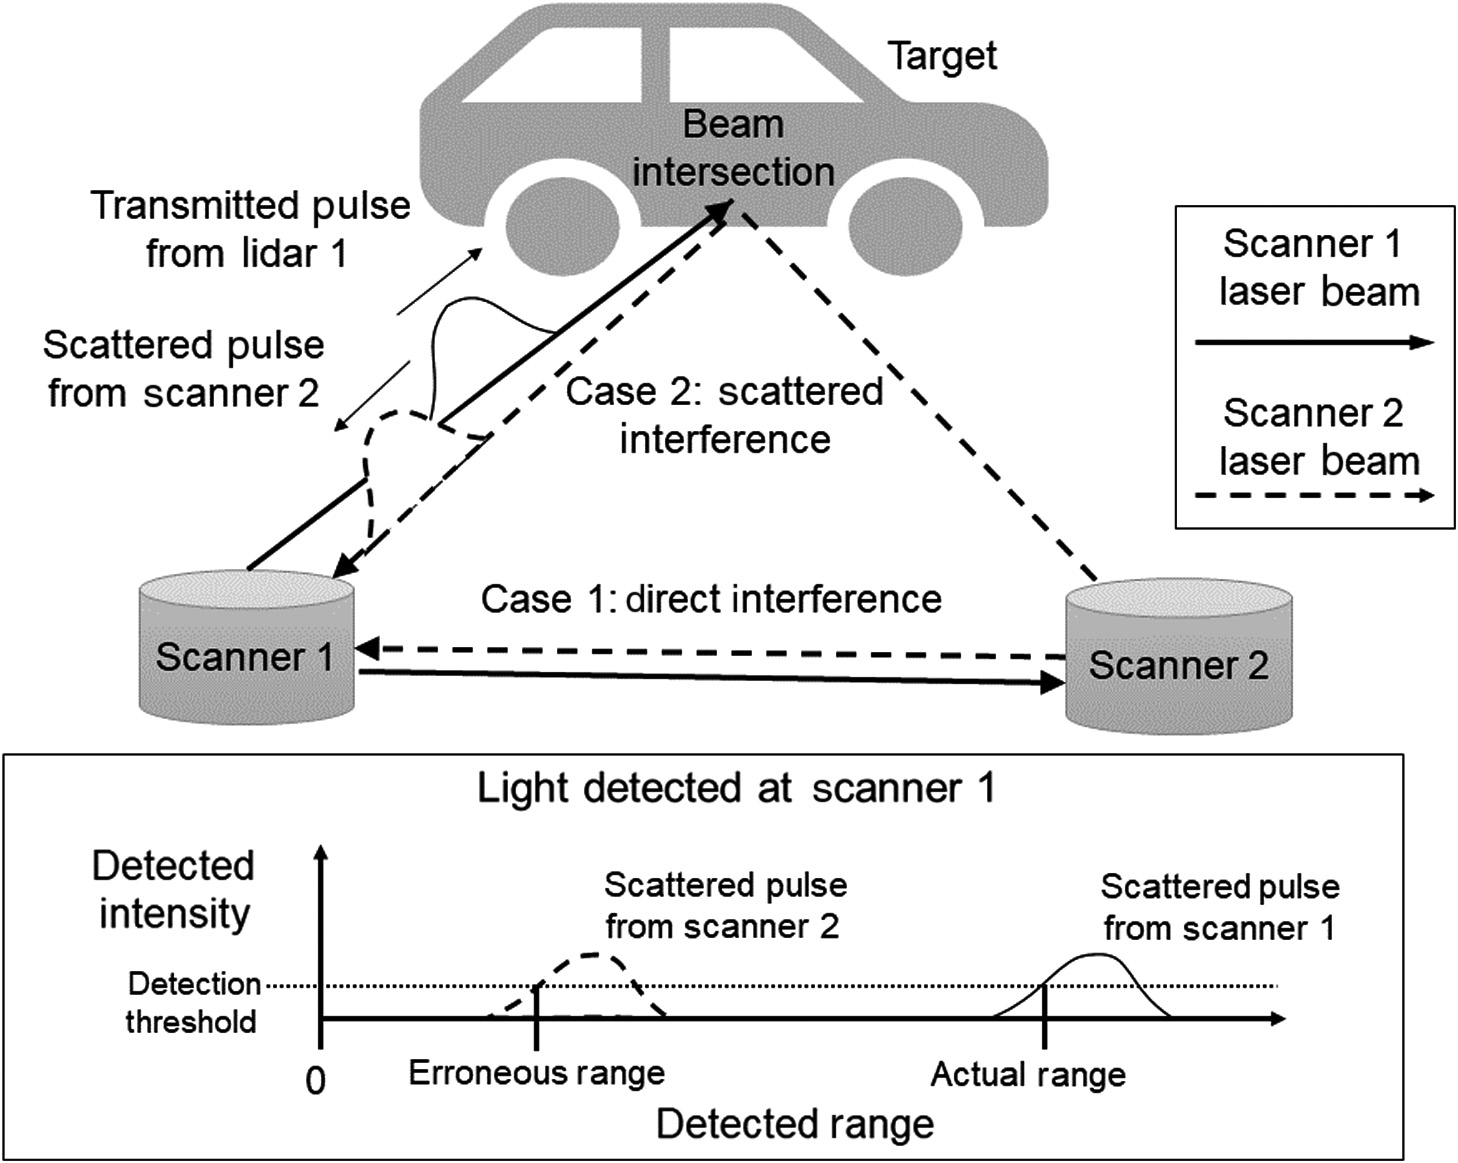 Target
Beam
intersection
Transmitted pulse
from lidar 1
Scattered pulse
from scanner 2
Case 2: scattered
interference
Scanner 1
laser beam
Scanner 2
laser beam
Case 1: direct interference
Scanner 1
Scanner 2
Light detected at scanner 1
Detected
intensity
Scattered pulse
from scanner 2
Scattered pulse
from scanner 1
Detection
threshold
0
Erroneous range
Actual range
Detected range